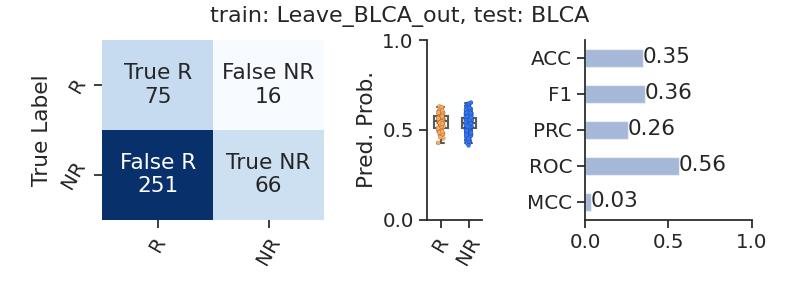 train: Leave_BLCA_out, test: BLCA
True Label
R
NR
True R
75
False NR
16
False R
251
True NR
66
R
NR
Pred. Prob.
1.0
0.5
0.0
R
NR
ACC
F1
PRC
ROC
MCC
0.35
0.36
0.26
0.56
0.03
0.0
0.5
1.0